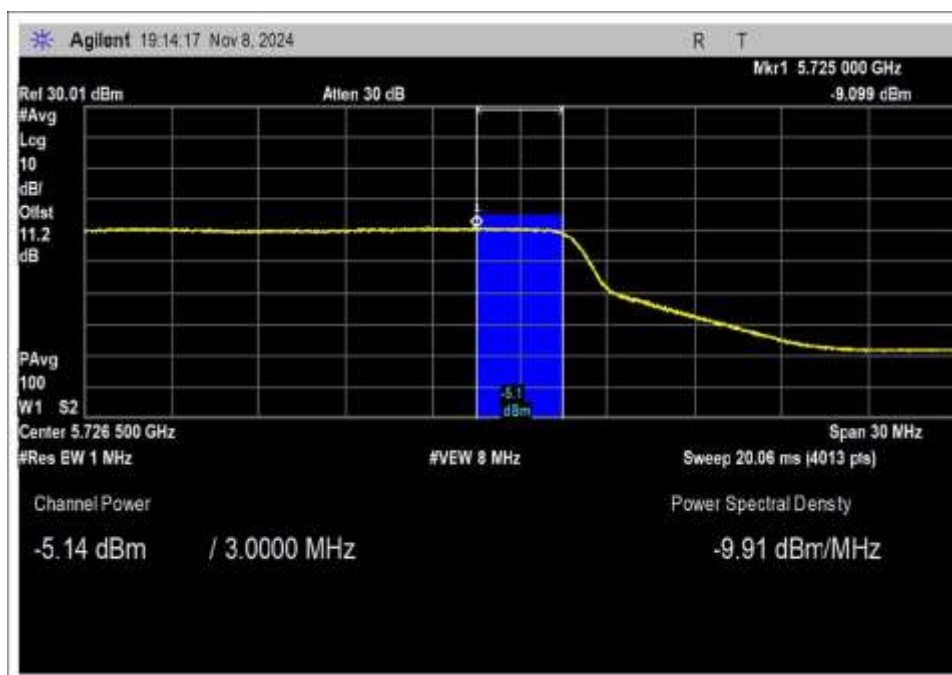 Agilent 19:14:17 Nov 8, 2024 R T
Mkr1 5.725 000 GHz
Ref 30.01 dBm Atten 30 dB -9.099 dBm
#Avg
Log
10
dB/
Offst
11.2
dB
1
PAvg
100
W1 S2
-5.1
dBm
Center 5.726 500 GHz Span 30 MHz
#Res BW 1 MHz #VBW 8 MHz Sweep 20.06 ms (4013 pts)
Channel Power Power Spectral Density
-5.14 dBm / 3.0000 MHz -9.91 dBm/MHz